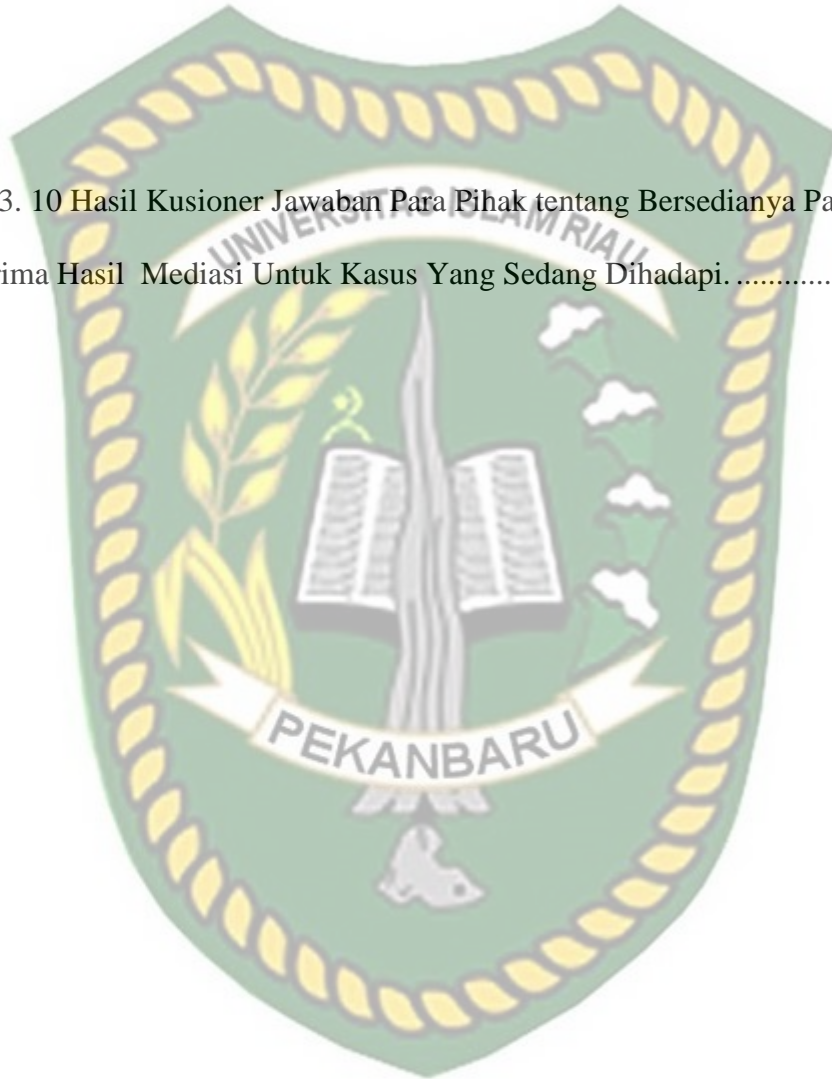 3. 10 Hasil Kusioner Jawaban Para Pihak tentang Bersedianya Pa
UNIVERSITAS ISLAM RIAU
rima Hasil Mediasi Untuk Kasus Yang Sedang Dihadapi. ............
PEKANBARU